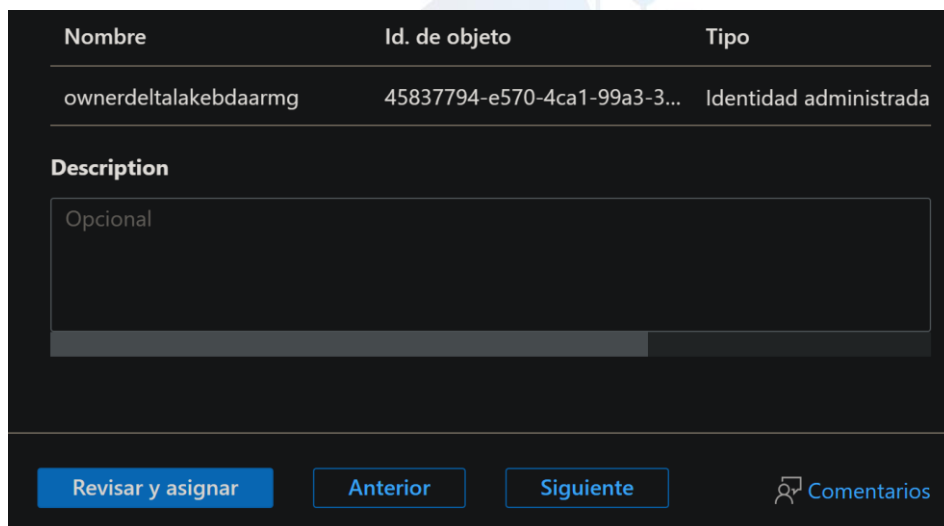 Nombre Id. de objeto Tipo
ownerdeltalakebdaarmg 45837794-e570-4ca1-99a3-3... Identidad administrada
Description
Opcional
Revisar y asignar Anterior Siguiente Comentarios